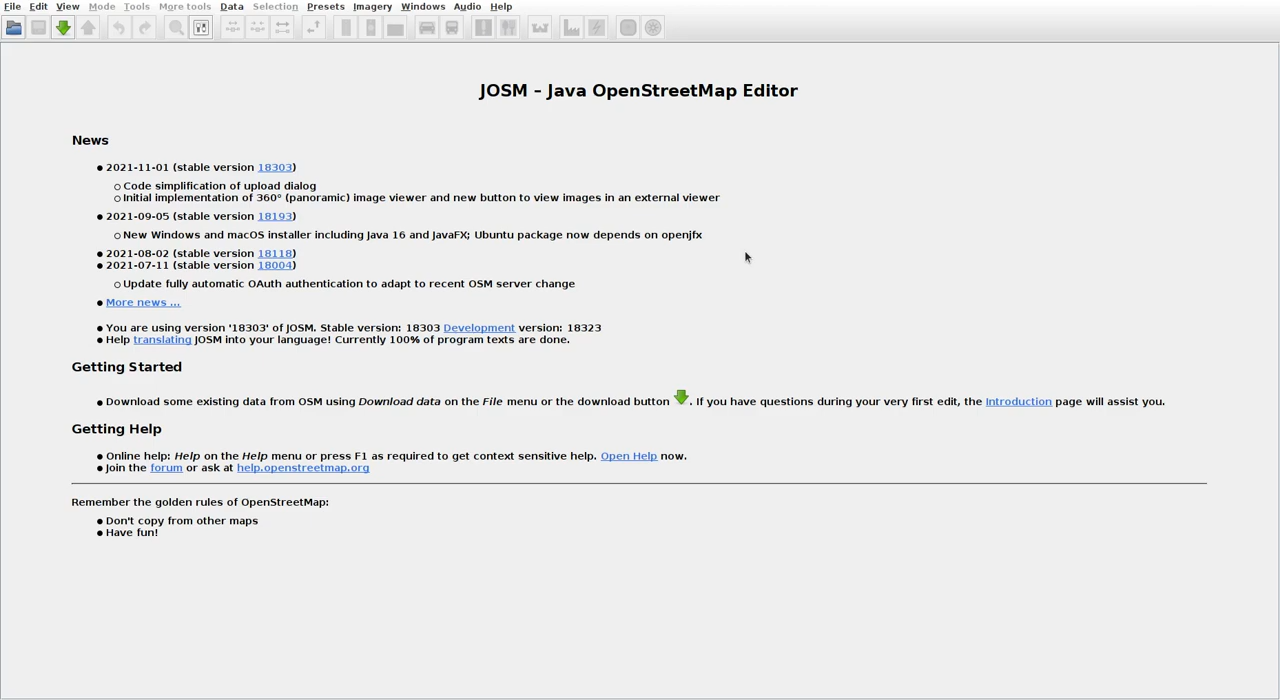 File Edit View Mode Tools More tools Data Selection Presets Imagery Windows Audio Help
JOSM – Java OpenStreetMap Editor
News
2021-11-01 (stable version 18303)
Code simplification of upload dialog
Initial implementation of 360° (panoramic) image viewer and new button to view images in an external viewer
2021-09-05 (stable version 18193)
New Windows and macOS installer including Java 16 and JavaFX; Ubuntu package now depends on openjfx
2021-08-02 (stable version 18118)
2021-07-11 (stable version 18004)
Update fully automatic OAuth authentication to adapt to recent OSM server change
More news ...
You are using version '18303' of JOSM. Stable version: 18303 Development version: 18323
Help translating JOSM into your language! Currently 100% of program texts are done.
Getting Started
Download some existing data from OSM using Download data on the File menu or the download button . If you have questions during your very first edit, the Introduction page will assist you.
Getting Help
Online help: Help on the Help menu or press F1 as required to get context sensitive help. Open Help now.
Join the forum or ask at help.openstreetmap.org
Remember the golden rules of OpenStreetMap:
Don't copy from other maps
Have fun!